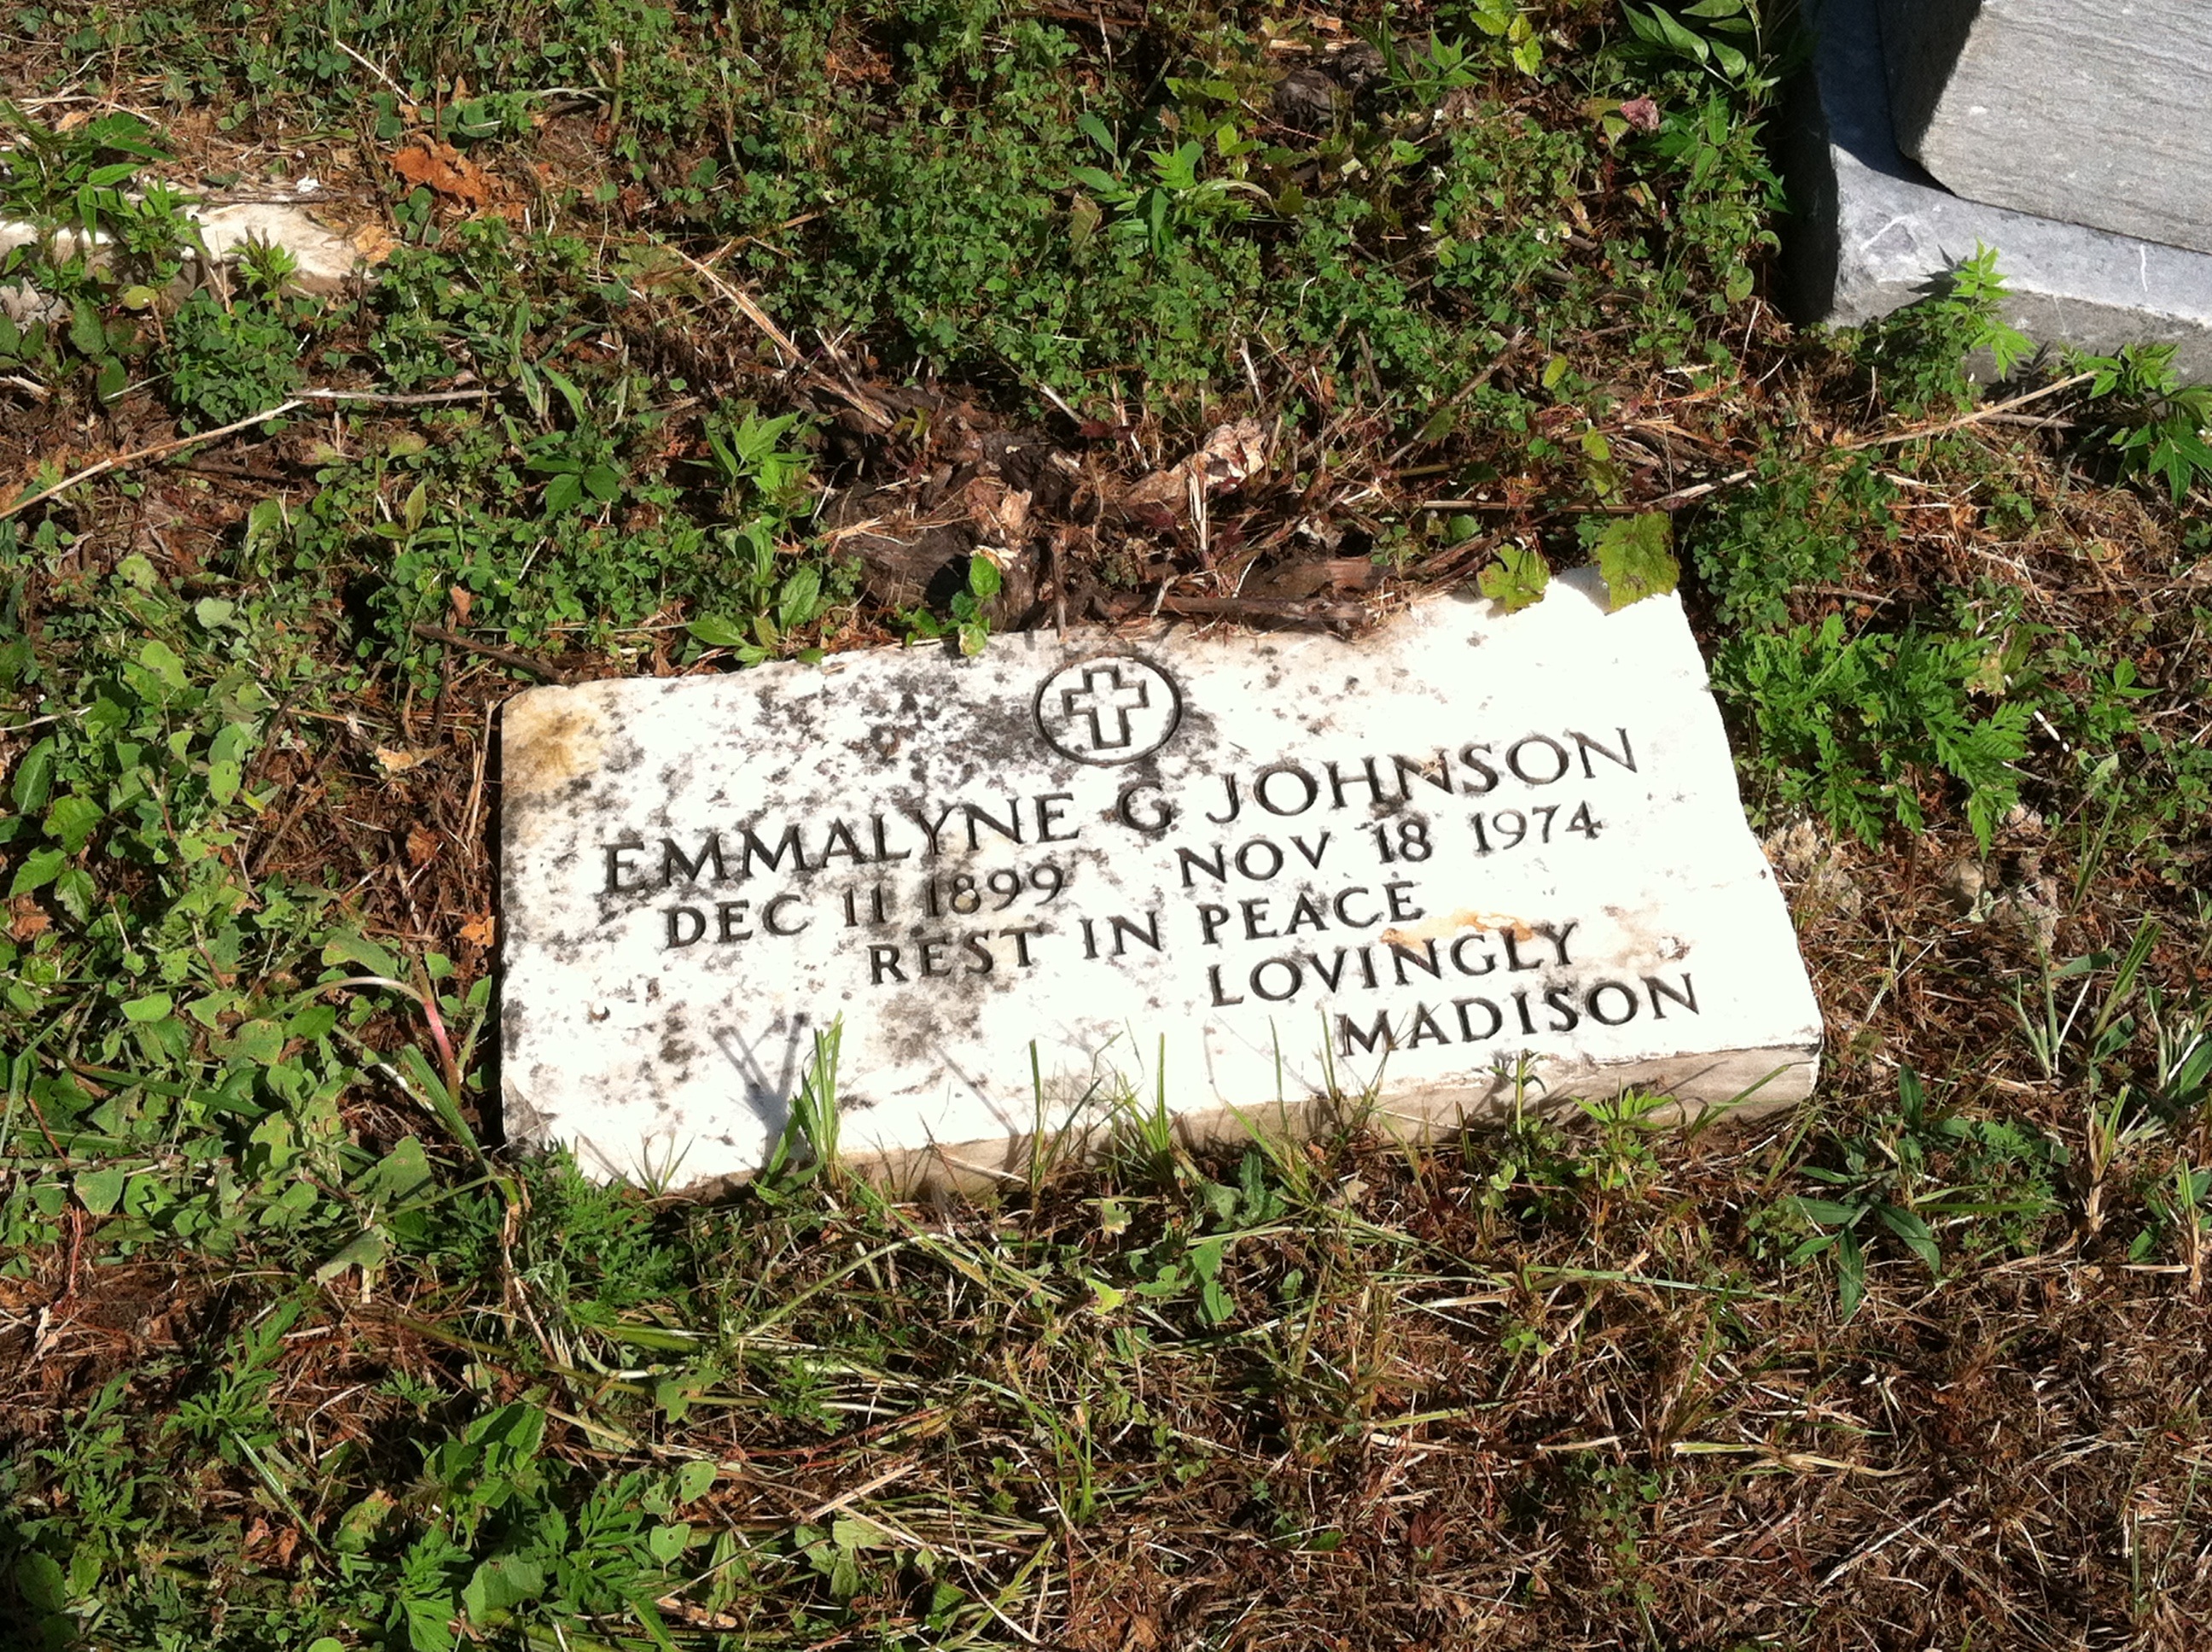 EMMALYNE G JOHNSON
DEC 11 1899 NOV 18 1974
REST IN PEACE
LOVINGLY
MADISON